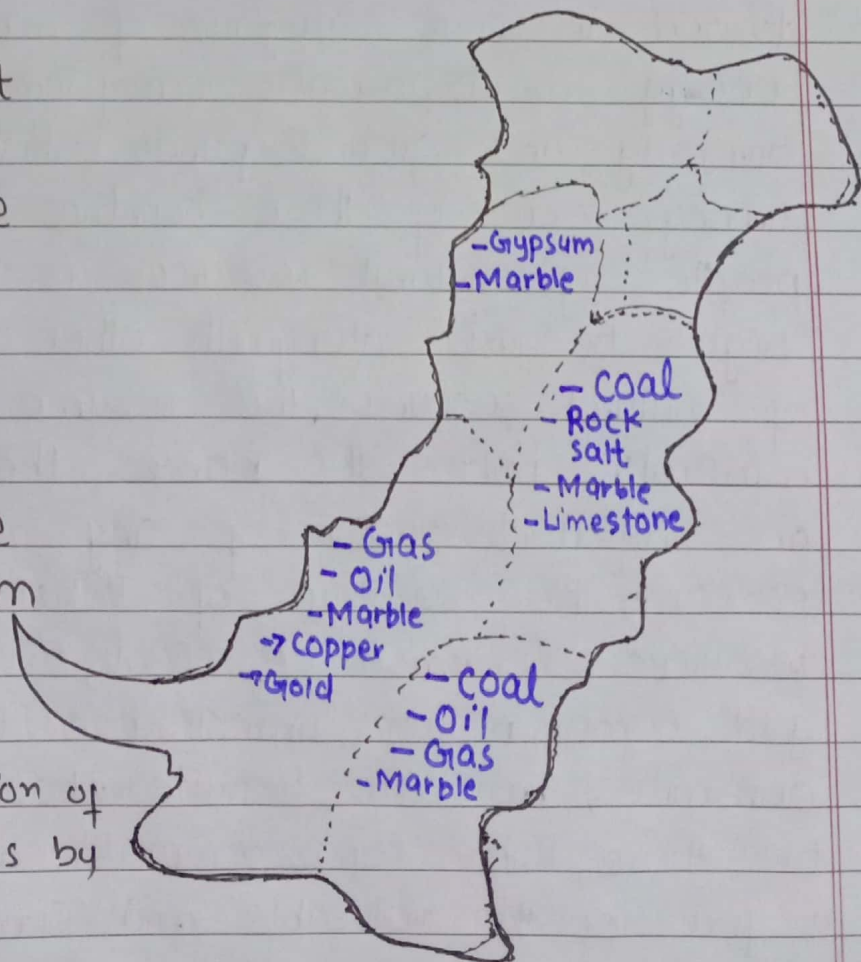 t
e
-Gypsum
-Marble
- Coal
- Rock
salt
-Marble
-Limestone
- Gas
- Oil
n
-Marble
→ Copper
→Gold
- Coal
- Oil
- Gas
-Marble
on of
s by